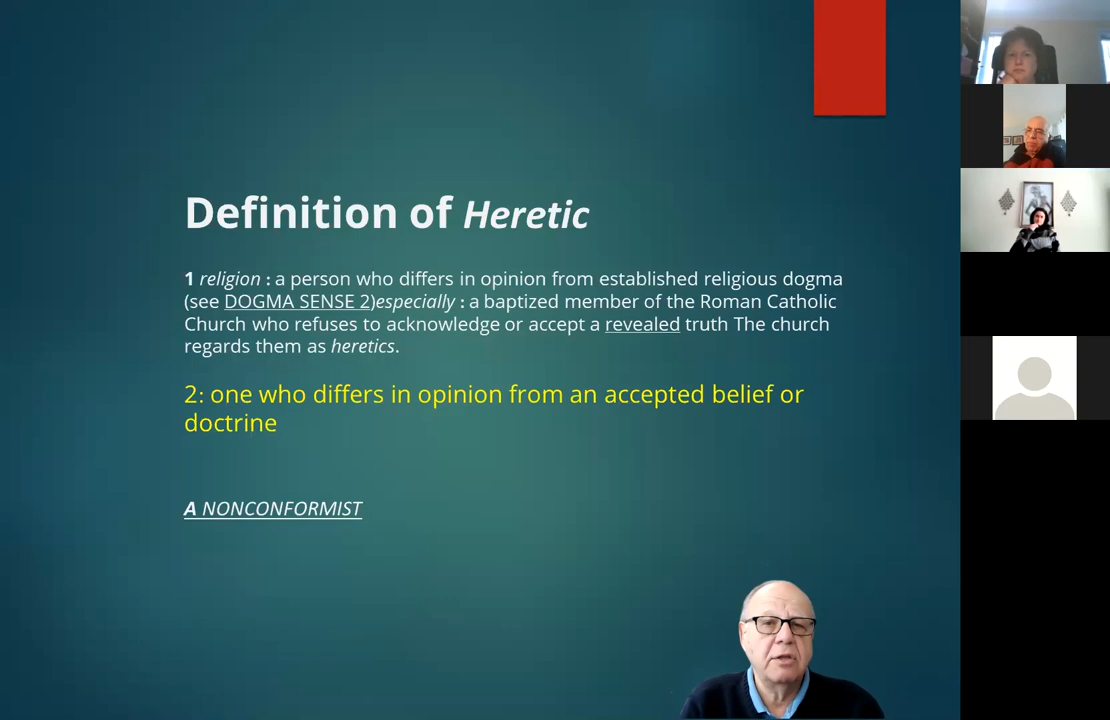 Definition of Heretic
1 religion : a person who differs in opinion from established religious dogma
(see DOGMA SENSE 2)especially : a baptized member of the Roman Catholic
Church who refuses to acknowledge or accept a revealed truth The church
regards them as heretics.
2: one who differs in opinion from an accepted belief or
doctrine
A NONCONFORMIST